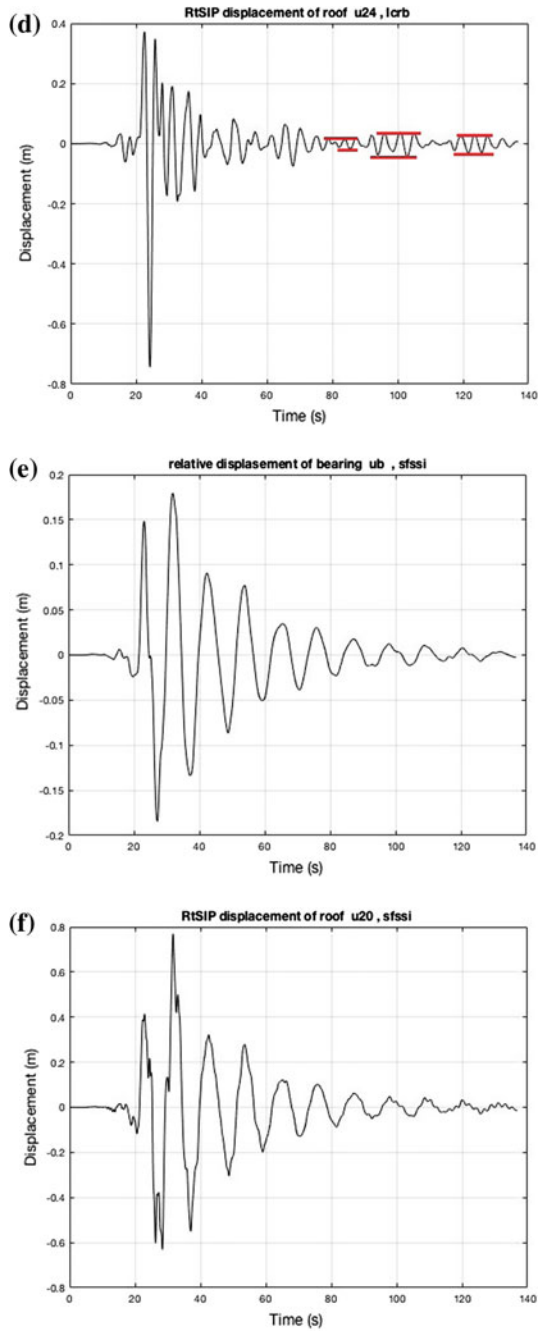 (d)
RtSIP displacement of roof u24 , lcrb
Displacement (m)
0.4
0.2
0
-0.2
-0.4
-0.6
-0.8
0 20 40 60 80 100 120 140
Time (s)
(e)
relative displasement of bearing ub , sfssi
Displacement (m)
0.2
0.15
0.1
0.05
0
-0.05
-0.1
-0.15
-0.2
0 20 40 60 80 100 120 140
Time (s)
(f)
RtSIP displacement of roof u20 , sfssi
Displacement (m)
0.8
0.6
0.4
0.2
0
-0.2
-0.4
-0.6
-0.8
0 20 40 60 80 100 120 140
Time (s)